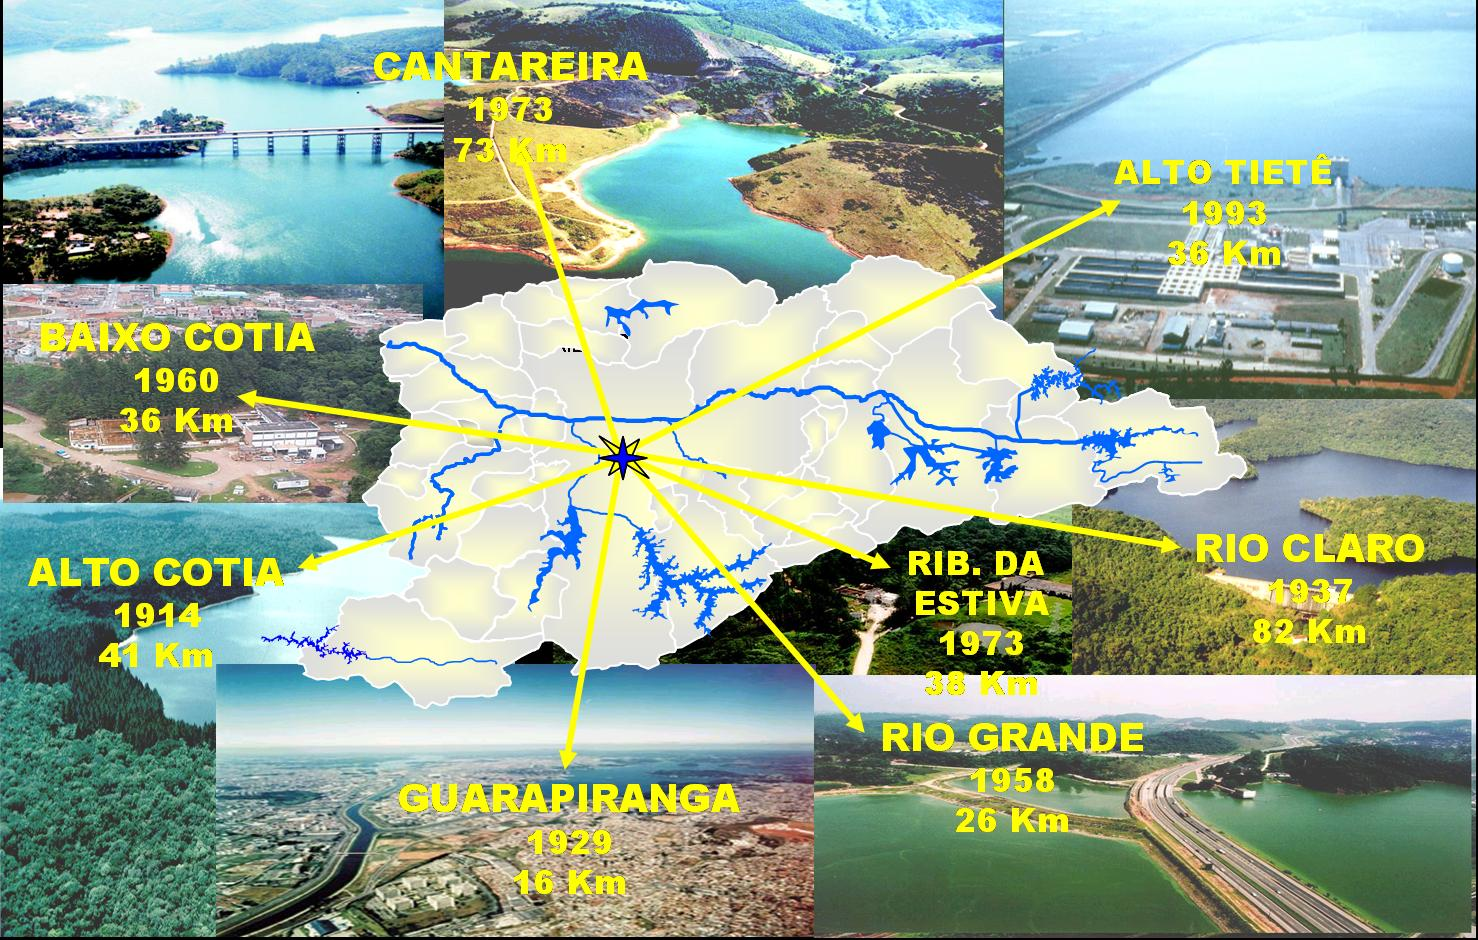 CANTAREIRA
1973
73 Km
ALTO TIETÊ
1993
36 Km
BAIXO COTIA
1960
36 Km
ALTO COTIA
1914
41 Km
RIB. DA
ESTIVA
1973
38 Km
RIO CLARO
1937
82 Km
RIO GRANDE
1958
26 Km
GUARAPIRANGA
1929
16 Km